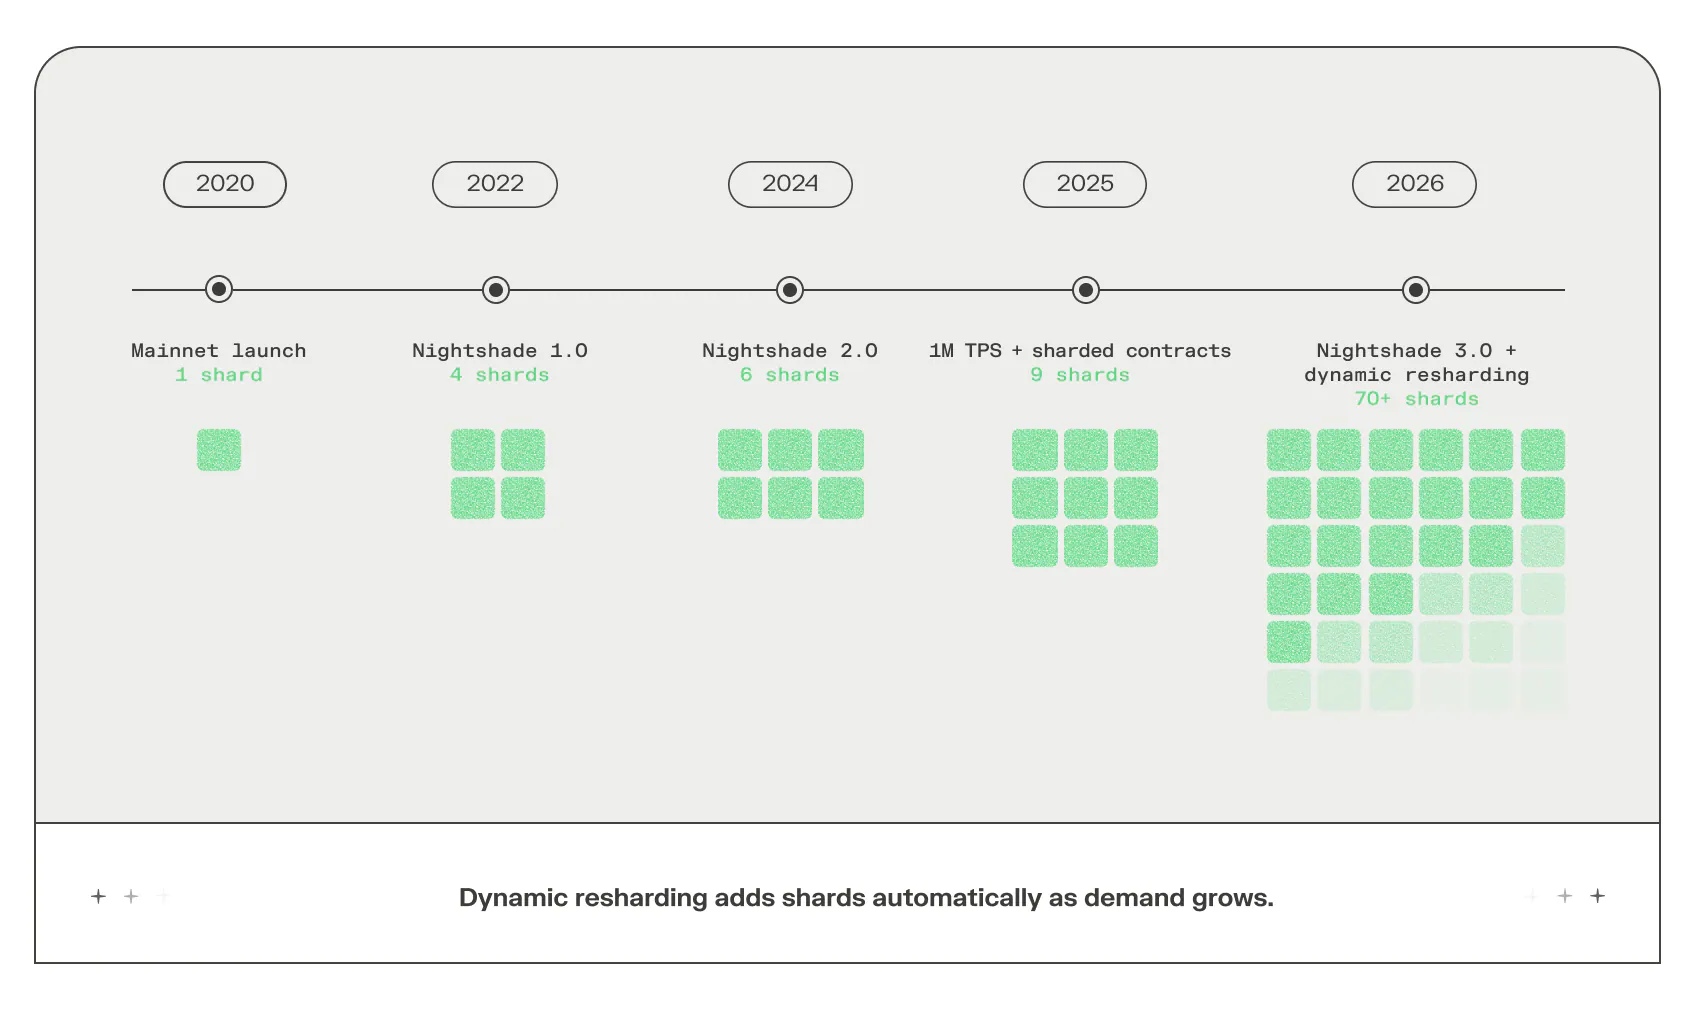 2020
2022
2024
2025
2026
Mainnet launch
1 shard
Nightshade 1.0
4 shards
Nightshade 2.0
6 shards
1M TPS + sharded contracts
9 shards
Nightshade 3.0 +
dynamic resharding
70+ shards
Dynamic resharding adds shards automatically as demand grows.